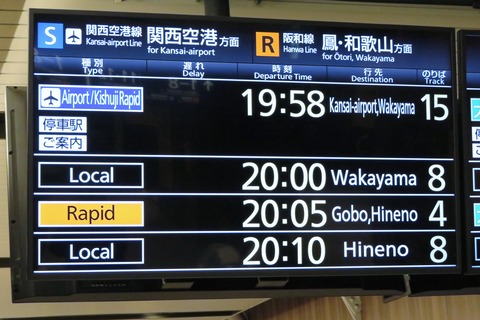 S 関西空港線 関西空港方面 R 阪和線 鳳・和歌山方面
Kansai-airport Line for Kansai-airport Hanwa Line for Otori, Wakayama
種別 遅れ 時刻 行先 のりば
Type Delay Departure Time Destination Track
Airport/Kishuji Rapid 19:58 Kansai-airport,Wakayama 15
停車駅
ご案内
Local 20:00 Wakayama 8
Rapid 20:05 Gobo,Hineno 4
Local 20:10 Hineno 8